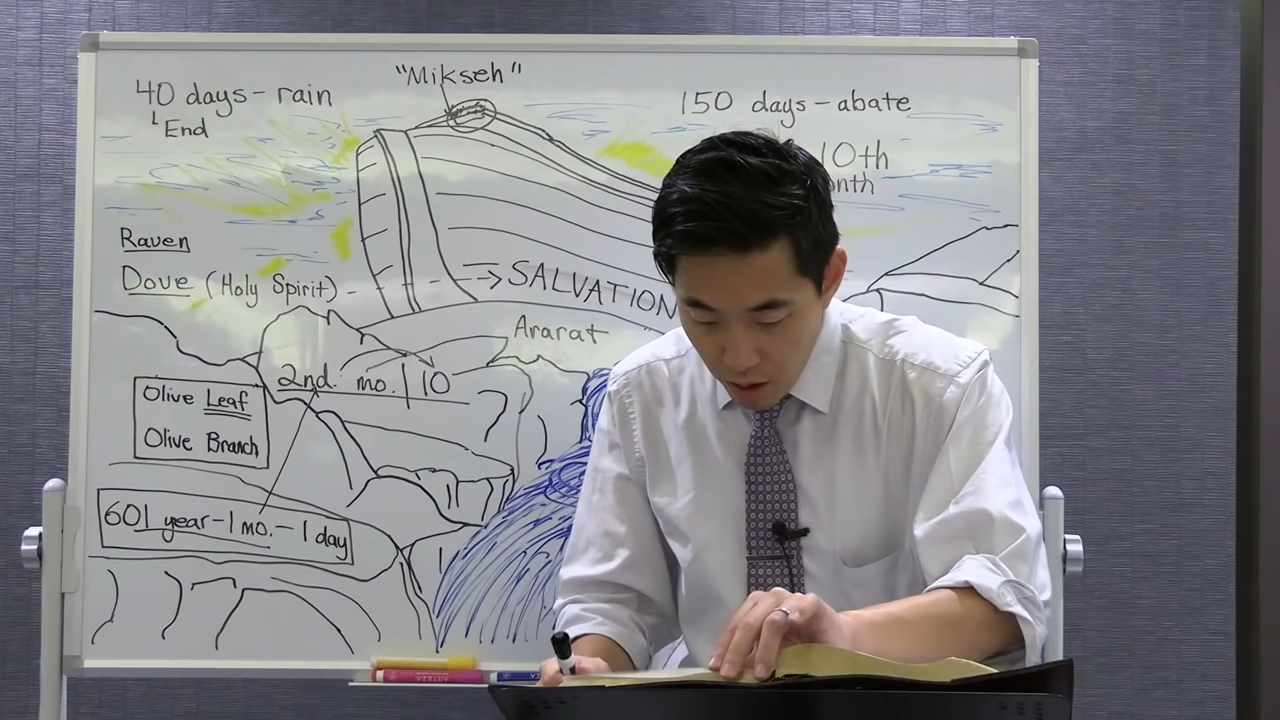 "Mikseh"
40 days – rain
End
150 days – abate
10th
onth
Raven
Dove (Holy Spirit) SALVATION
Ararat
2nd. mo. 10
Olive Leaf
Olive Branch
601 year – 1 mo. – 1 day
ARTEZA